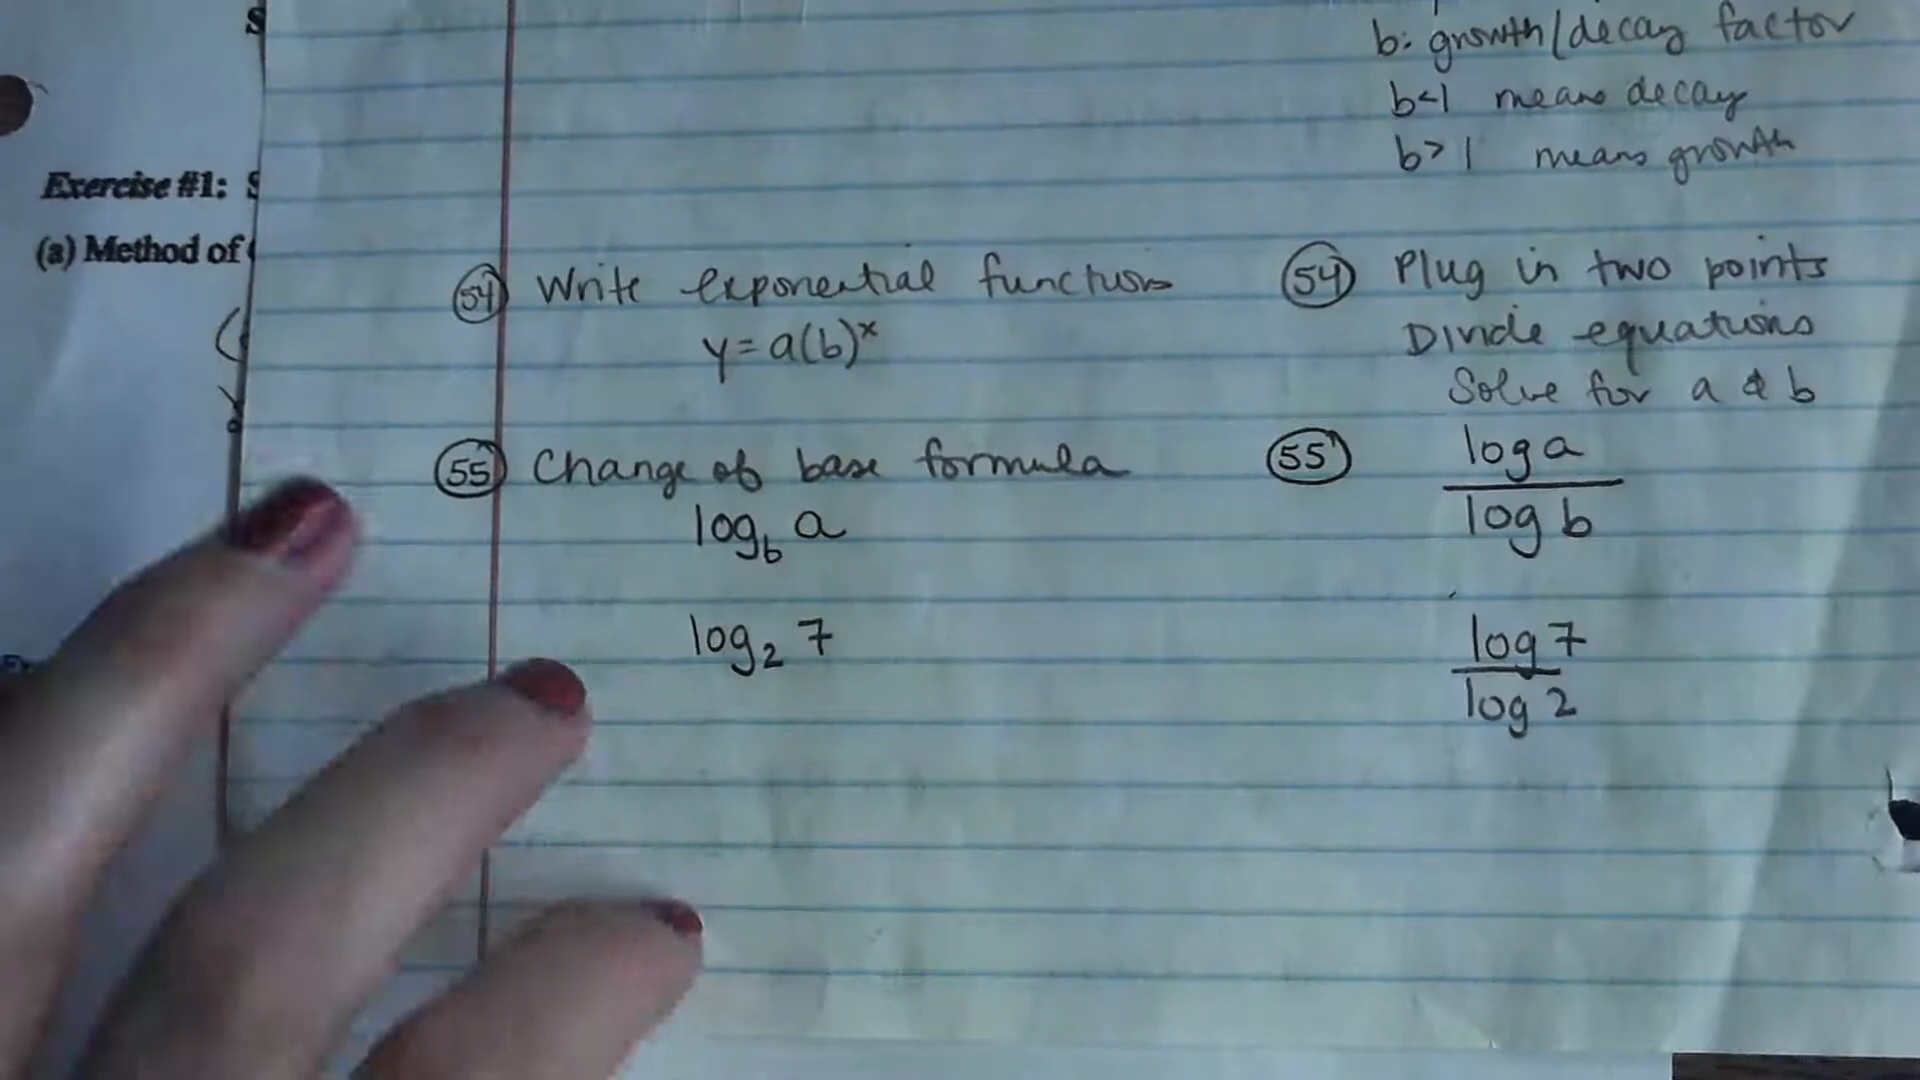 b: growth/decay factor
b<1 means decay
b>1 means growth
Exercise #1:
(a) Method of
54 Write exponential function
y=a(b)^x
54 Plug in two points
Divide equations
Solve for a & b
55 Change of base formula
log_b a
55 log a
log b
log_2 7
log 7
log 2